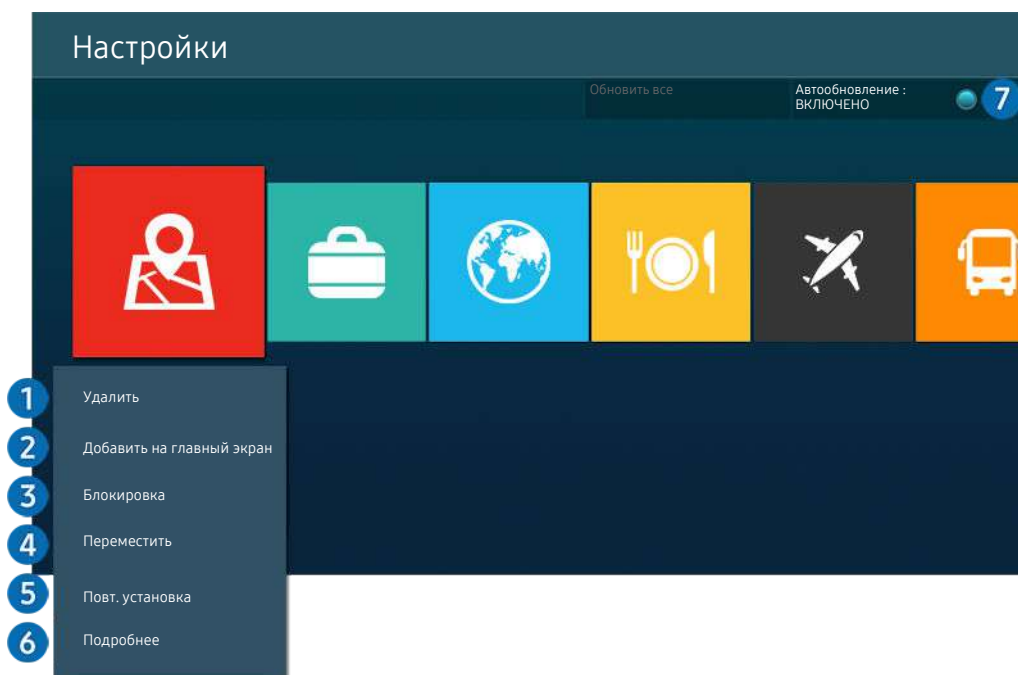 Настройки
Обновить все
Автообновление :
ВКЛЮЧЕНО
7
1
Удалить
2
Добавить на главный экран
3
Блокировка
4
Переместить
5
Повт. установка
6
Подробнее